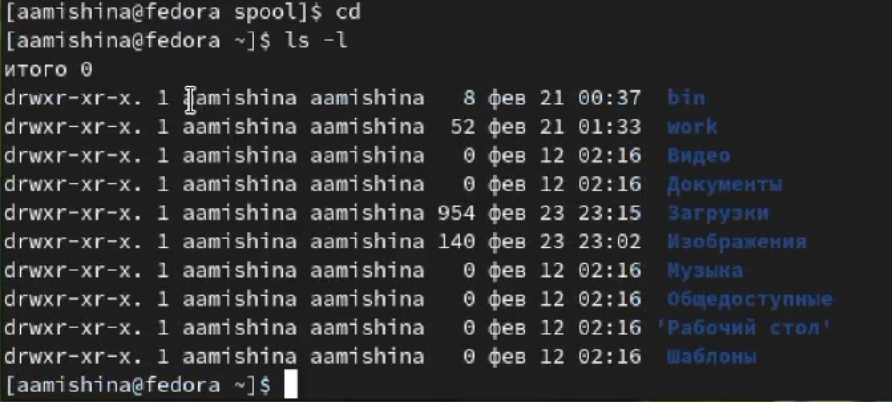 [aamishina@fedora spool]$ cd
[aamishina@fedora ~]$ ls -l
итого 0
drwxr-xr-x. 1 aamishina aamishina   8 фев 21 00:37  bin
drwxr-xr-x. 1 aamishina aamishina  52 фев 21 01:33  work
drwxr-xr-x. 1 aamishina aamishina   0 фев 12 02:16  Видео
drwxr-xr-x. 1 aamishina aamishina   0 фев 12 02:16  Документы
drwxr-xr-x. 1 aamishina aamishina 954 фев 23 23:15  Загрузки
drwxr-xr-x. 1 aamishina aamishina 140 фев 23 23:02  Изображения
drwxr-xr-x. 1 aamishina aamishina   0 фев 12 02:16  Музыка
drwxr-xr-x. 1 aamishina aamishina   0 фев 12 02:16  Общедоступные
drwxr-xr-x. 1 aamishina aamishina   0 фев 12 02:16 'Рабочий стол'
drwxr-xr-x. 1 aamishina aamishina   0 фев 12 02:16  Шаблоны
[aamishina@fedora ~]$